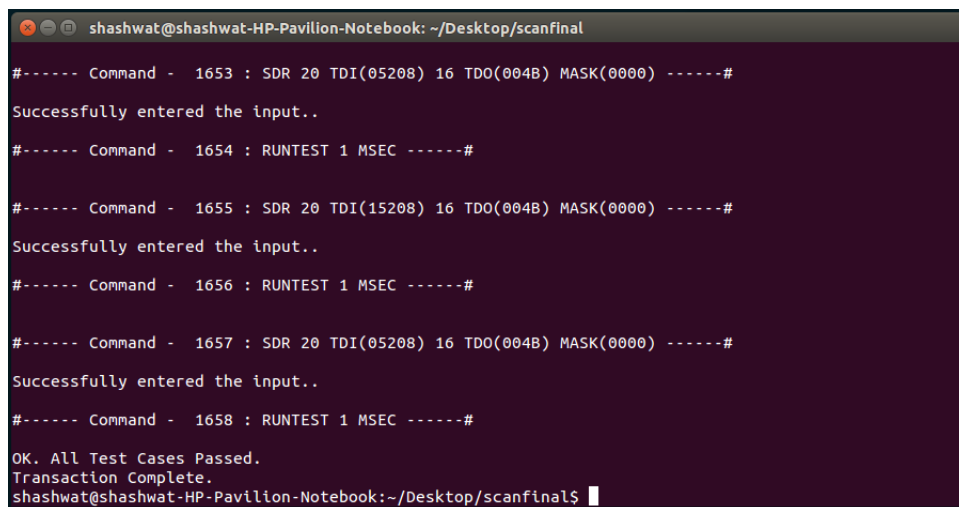 shashwat@shashwat-HP-Pavilion-Notebook: ~/Desktop/scanfinal
#------ Command -  1653 : SDR 20 TDI(05208) 16 TDO(004B) MASK(0000) ------#
Successfully entered the input..
#------ Command -  1654 : RUNTEST 1 MSEC ------#
#------ Command -  1655 : SDR 20 TDI(15208) 16 TDO(004B) MASK(0000) ------#
Successfully entered the input..
#------ Command -  1656 : RUNTEST 1 MSEC ------#
#------ Command -  1657 : SDR 20 TDI(05208) 16 TDO(004B) MASK(0000) ------#
Successfully entered the input..
#------ Command -  1658 : RUNTEST 1 MSEC ------#
OK. All Test Cases Passed.
Transaction Complete.
shashwat@shashwat-HP-Pavilion-Notebook:~/Desktop/scanfinal$